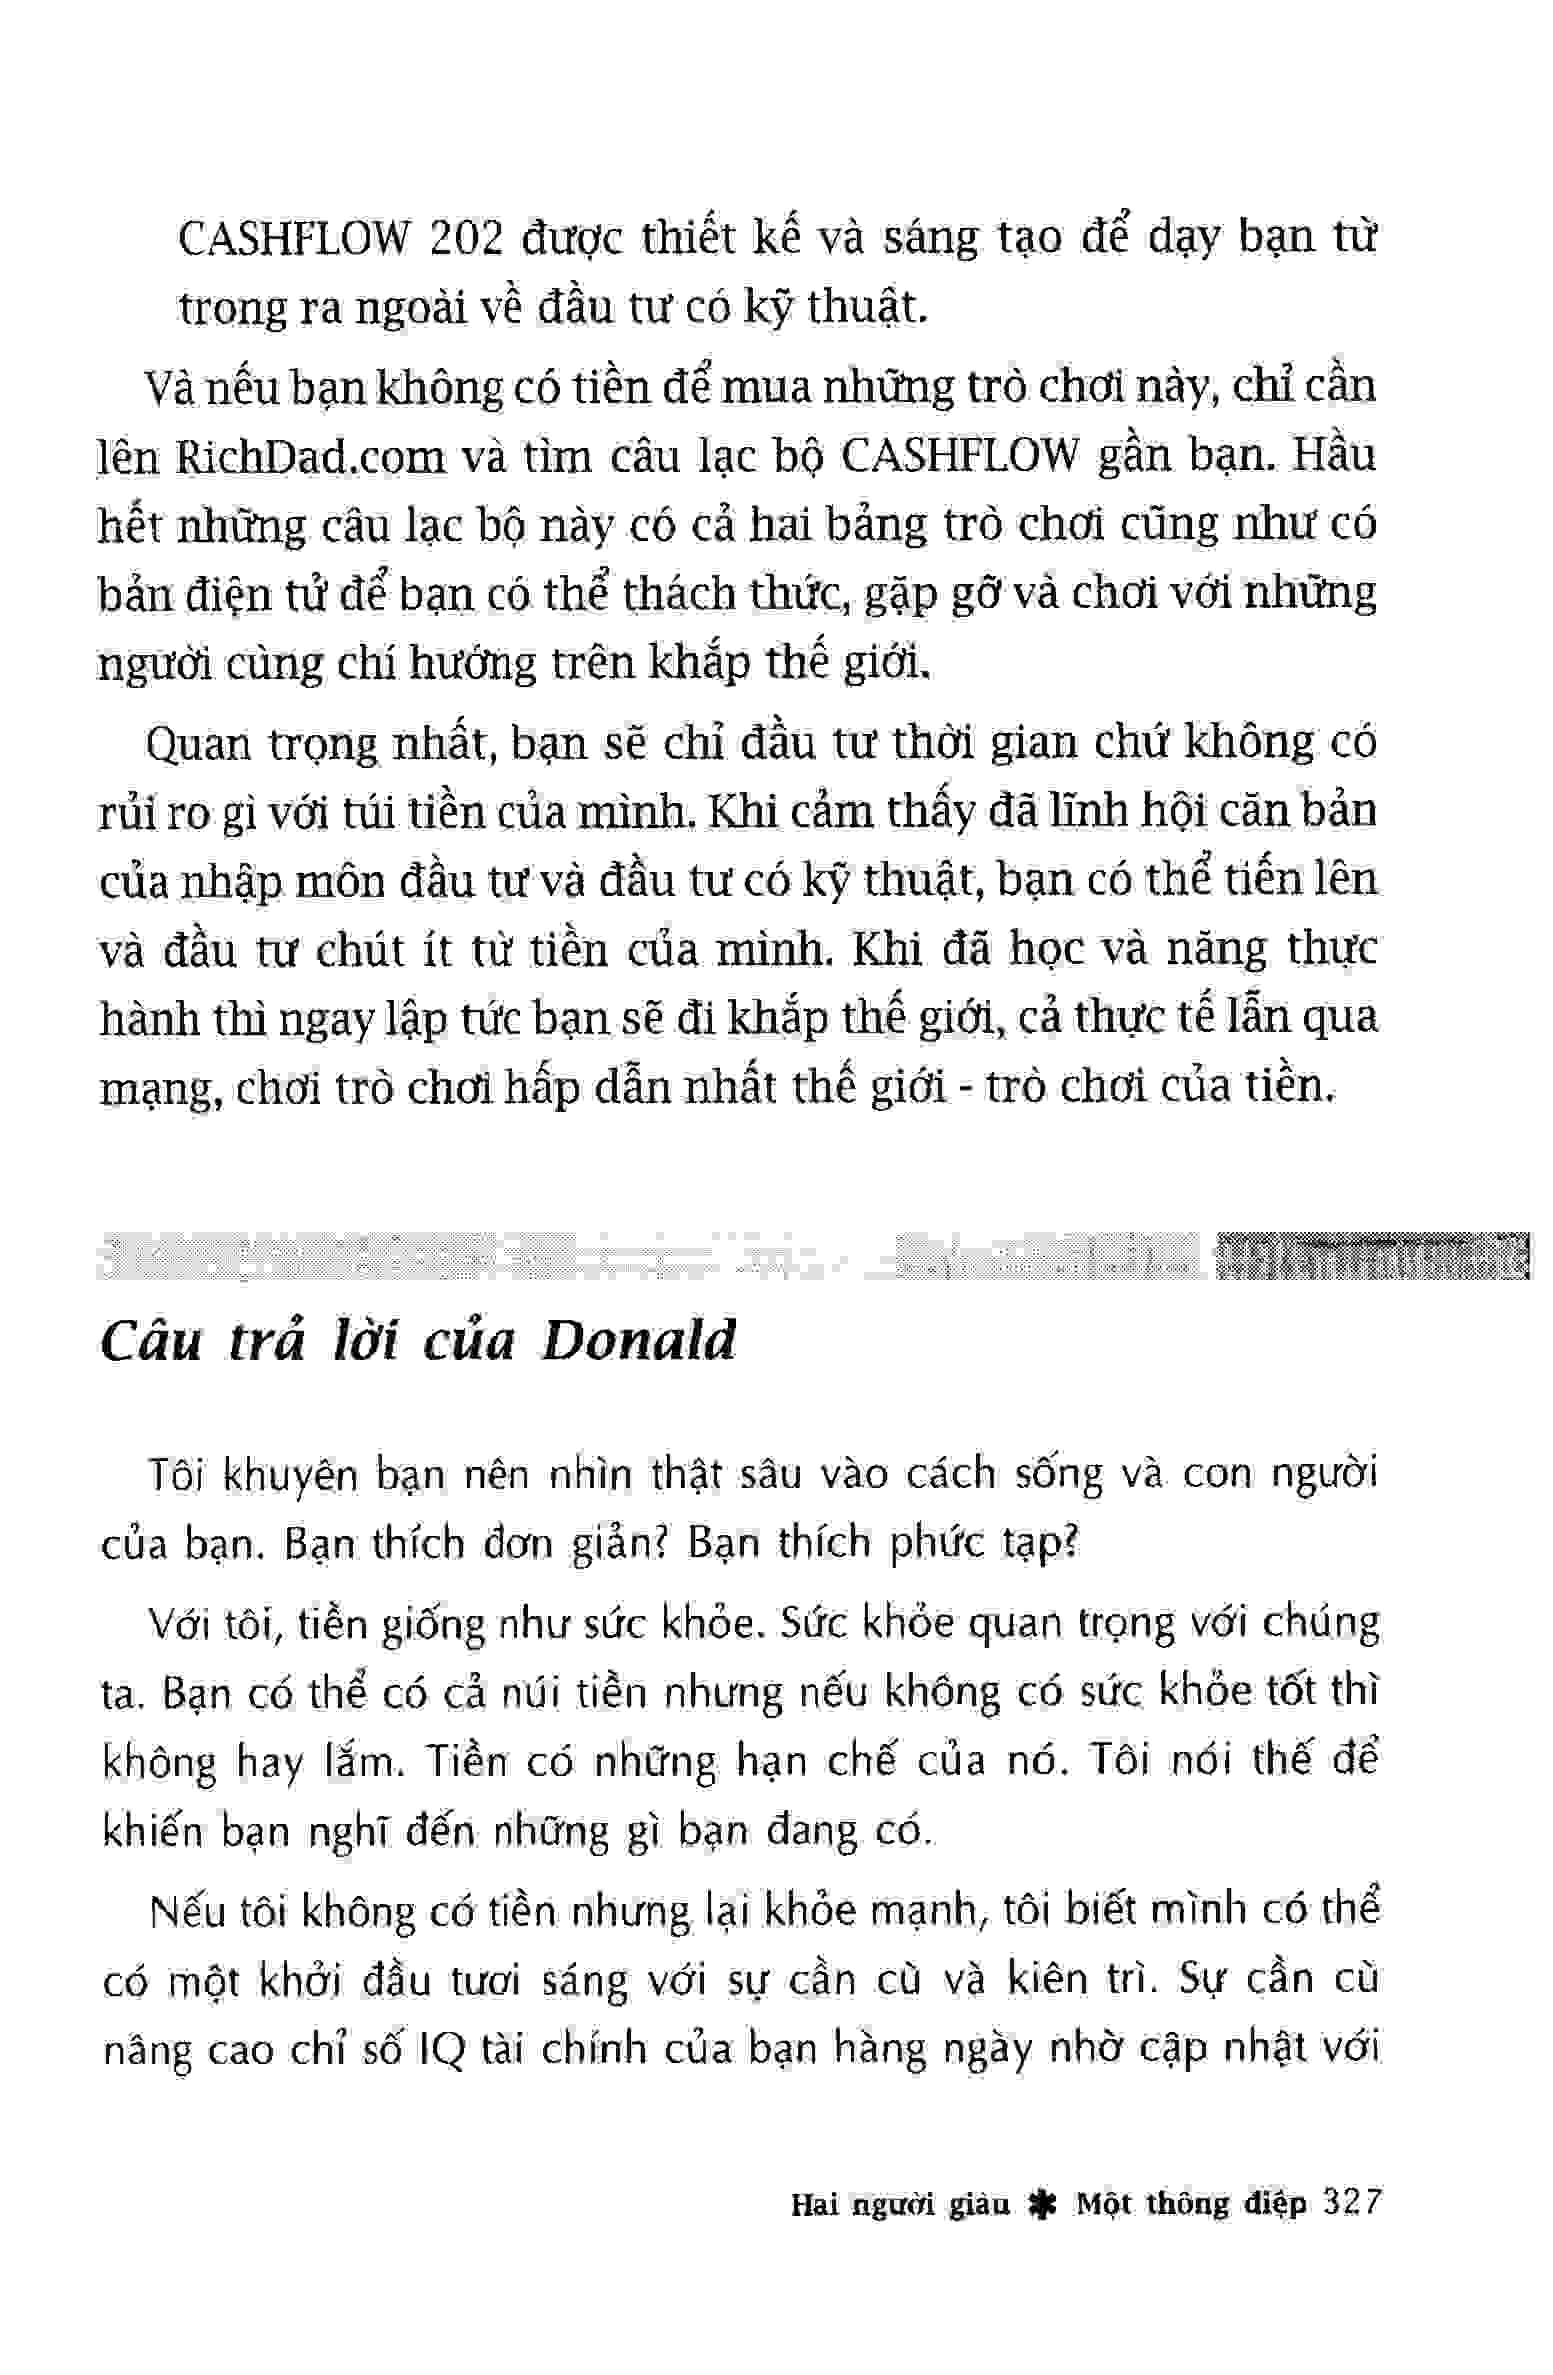 CASHFLOW 202 được thiết kế và sáng tạo để dạy bạn từ
trong ra ngoài về đầu tư có kỹ thuật.
Và nếu bạn không có tiền để mua những trò chơi này, chỉ cần
lên RichDad.com và tìm câu lạc bộ CASHFLOW gần bạn. Hầu
hết những câu lạc bộ này có cả hai bảng trò chơi cũng như có
bản điện tử để bạn có thể thách thức, gặp gỡ và chơi với những
người cùng chí hướng trên khắp thế giới.
Quan trọng nhất, bạn sẽ chỉ đầu tư thời gian chứ không có
rủi ro gì với túi tiền của mình. Khi cảm thấy đã lĩnh hội căn bản
của nhập môn đầu tư và đầu tư có kỹ thuật, bạn có thể tiến lên
và đầu tư chút ít từ tiền của mình. Khi đã học và năng thực
hành thì ngay lập tức bạn sẽ đi khắp thế giới, cả thực tế lẫn qua
mạng, chơi trò chơi hấp dẫn nhất thế giới - trò chơi của tiền.
Câu trả lời của Donald
Tôi khuyên bạn nên nhìn thật sâu vào cách sống và con người
của bạn. Bạn thích đơn giản? Bạn thích phức tạp?
Với tôi, tiền giống như sức khỏe. Sức khỏe quan trọng với chúng
ta. Bạn có thể có cả núi tiền nhưng nếu không có sức khỏe tốt thì
không hay lắm. Tiền có những hạn chế của nó. Tôi nói thế để
khiến bạn nghĩ đến những gì bạn đang có.
Nếu tôi không có tiền nhưng lại khỏe mạnh, tôi biết mình có thể
có một khởi đầu tươi sáng với sự cần cù và kiên trì. Sự cần cù
nâng cao chỉ số IQ tài chính của bạn hàng ngày nhờ cập nhật với
Hai người giàu ✱ Một thông điệp 327